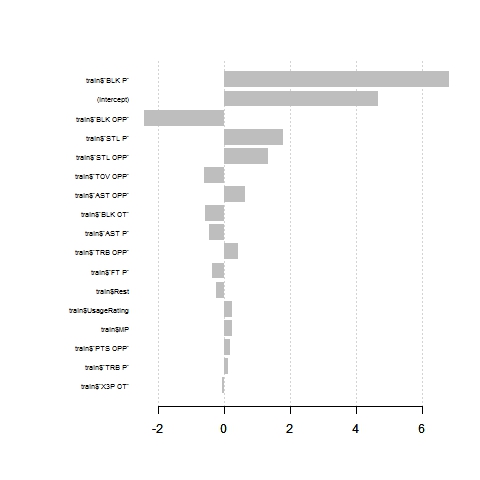 train$`BLK P`
(Intercept)
train$`BLK OPP`
train$`STL P`
train$`STL OPP`
train$`TOV OPP`
train$`AST OPP`
train$`BLK OT`
train$`AST P`
train$`TRB OPP`
train$`FT P`
train$Rest
train$UsageRating
train$MP
train$`PTS OPP`
train$`TRB P`
train$`X3P OT`
-2 0 2 4 6